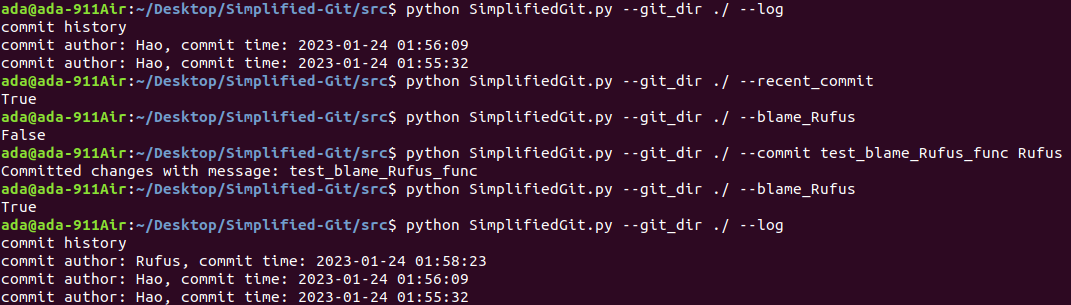 ada@ada-911Air:~/Desktop/Simplified-Git/src$ python SimplifiedGit.py --git_dir ./ --log
commit history
commit author: Hao, commit time: 2023-01-24 01:56:09
commit author: Hao, commit time: 2023-01-24 01:55:32
ada@ada-911Air:~/Desktop/Simplified-Git/src$ python SimplifiedGit.py --git_dir ./ --recent_commit
True
ada@ada-911Air:~/Desktop/Simplified-Git/src$ python SimplifiedGit.py --git_dir ./ --blame_Rufus
False
ada@ada-911Air:~/Desktop/Simplified-Git/src$ python SimplifiedGit.py --git_dir ./ --commit test_blame_Rufus_func Rufus
Committed changes with message: test_blame_Rufus_func
ada@ada-911Air:~/Desktop/Simplified-Git/src$ python SimplifiedGit.py --git_dir ./ --blame_Rufus
True
ada@ada-911Air:~/Desktop/Simplified-Git/src$ python SimplifiedGit.py --git_dir ./ --log
commit history
commit author: Rufus, commit time: 2023-01-24 01:58:23
commit author: Hao, commit time: 2023-01-24 01:56:09
commit author: Hao, commit time: 2023-01-24 01:55:32